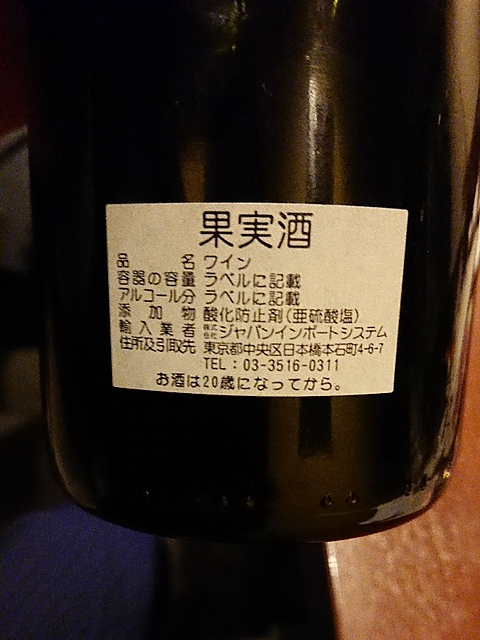 果実酒
品名 ワイン
容器の容量 ラベルに記載
アルコール分 ラベルに記載
添加物 酸化防止剤(亜硫酸塩)
輸入業者 株式会社ジャパンインポートシステム
住所及引取先 東京都中央区日本橋本石町4-6-7
TEL:03-3516-0311
お酒は20歳になってから。